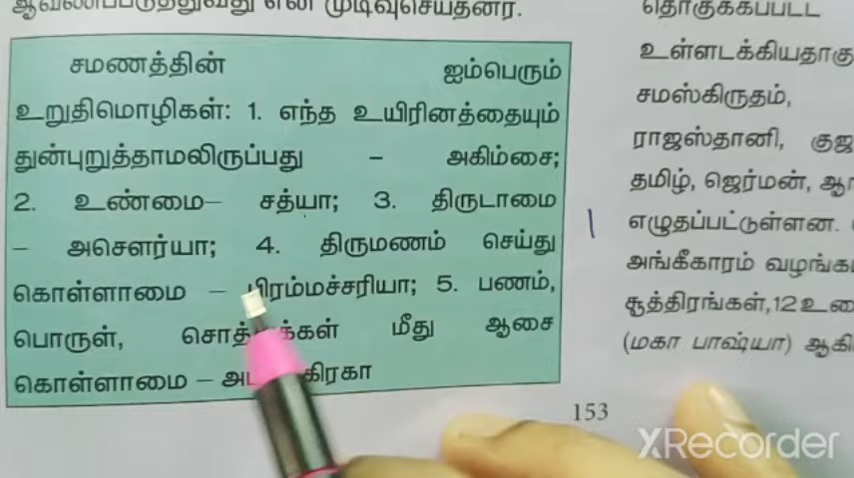 ஆவணப்படுத்துவது என முடிவுசெய்தனர்.
சமணத்தின் ஐம்பெரும்
உறுதிமொழிகள்: 1. எந்த உயிரினத்தையும்
துன்புறுத்தாமலிருப்பது – அகிம்சை;
2. உண்மை– சத்யா; 3. திருடாமை
– அசௌர்யா; 4. திருமணம் செய்து
கொள்ளாமை – பிரம்மச்சரியா; 5. பணம்,
பொருள், மீது ஆசை
கொள்ளாமை –
தொகுக்கப்பட்ட
உள்ளடக்கியதாகு
சமஸ்கிருதம்,
ராஜஸ்தானி, குஜ
தமிழ், ஜெர்மன்,
எழுதப்பட்டுள்ளன.
அங்கீகாரம் வழங்க
சூத்திரங்கள்,12
(மகா பாஷ்யா) ஆகி
153
XRecorder